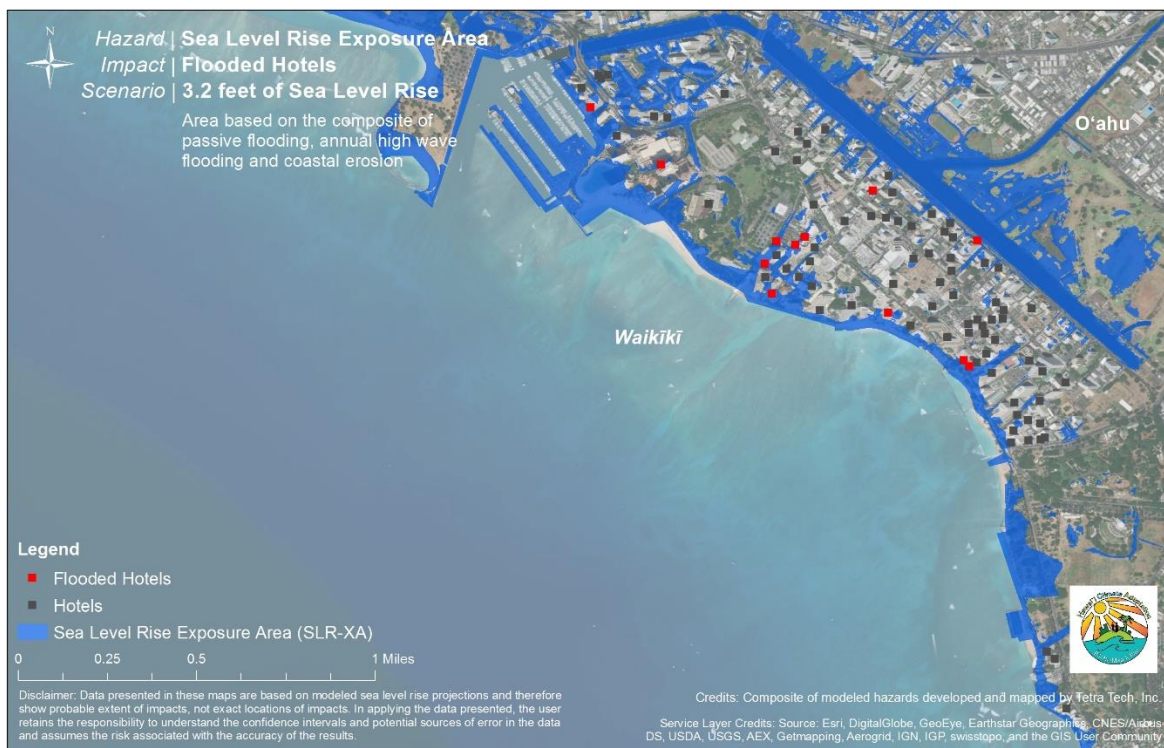 N
Hazard | Sea Level Rise Exposure Area
Impact | Flooded Hotels
Scenario | 3.2 feet of Sea Level Rise
Area based on the composite of
passive flooding, annual high wave
flooding and coastal erosion
Oʻahu
Waikīkī
Legend
Flooded Hotels
Hotels
Sea Level Rise Exposure Area (SLR-XA)
0 0.25 0.5 1 Miles
Disclaimer: Data presented in these maps are based on modeled sea level rise projections and therefore
show probable extent of impacts, not exact locations of impacts. In applying the data presented, the user
retains the responsibility to understand the confidence intervals and potential sources of error in the data
and assumes the risk associated with the accuracy of the results.
Hawaiʻi Climate Adaptation
Credits: Composite of modeled hazards developed and mapped by Tetra Tech, Inc.
Service Layer Credits: Source: Esri, DigitalGlobe, GeoEye, Earthstar Geographics, CNES/Airbus
DS, USDA, USGS, AEX, Getmapping, Aerogrid, IGN, IGP, swisstopo, and the GIS User Community